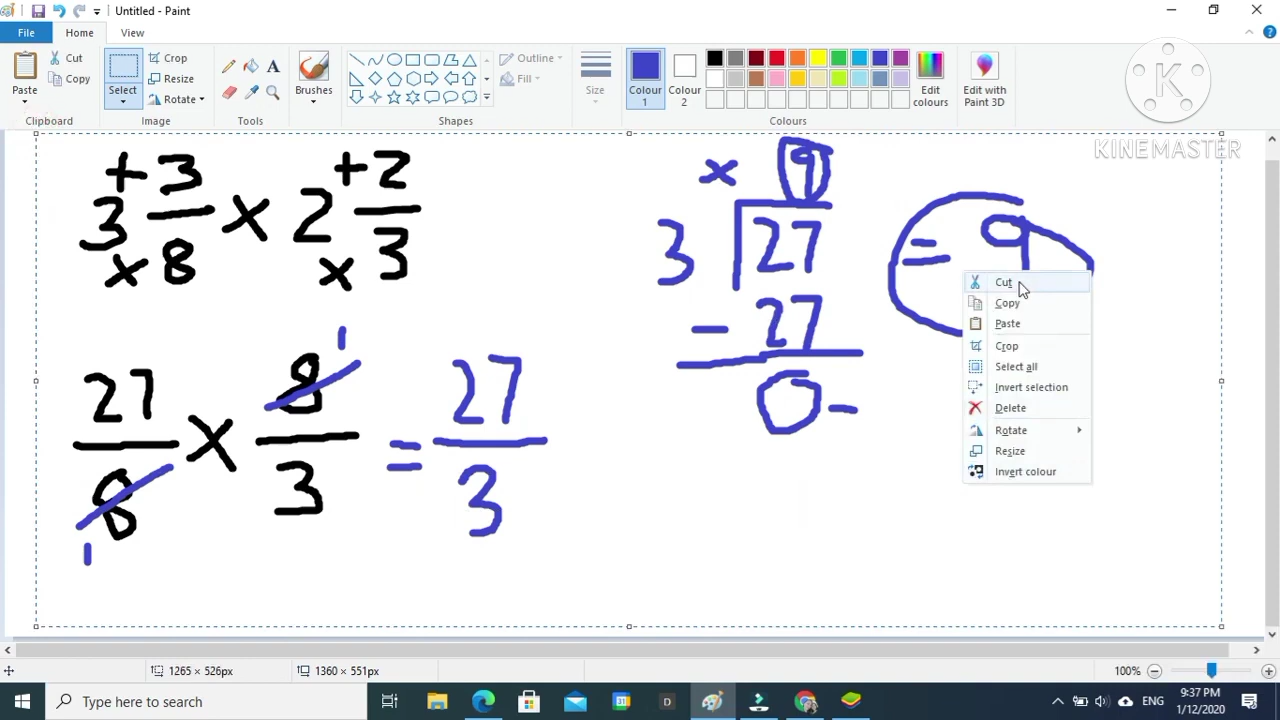 Untitled - Paint
File Home View
Paste
Cut
Copy
Clipboard
Select
Crop
Resize
Rotate
Image
A
Tools
Brushes
Outline
Fill
Shapes
Size
Colour 1
Colour 2
Edit colours
Colours
Edit with Paint 3D
K
KINEMASTER
+ 3 + 2
3 × 2
× 8 × 3
27 × 8 1 = 27
8 3 3
1
× 9
3 27
- 27
0 -
= 9
Cut
Copy
Paste
Crop
Select all
Invert selection
Delete
Rotate
Resize
Invert colour
1265 × 526px
1360 × 551px
100%
Type here to search
D
ENG
9:37 PM
1/12/2020